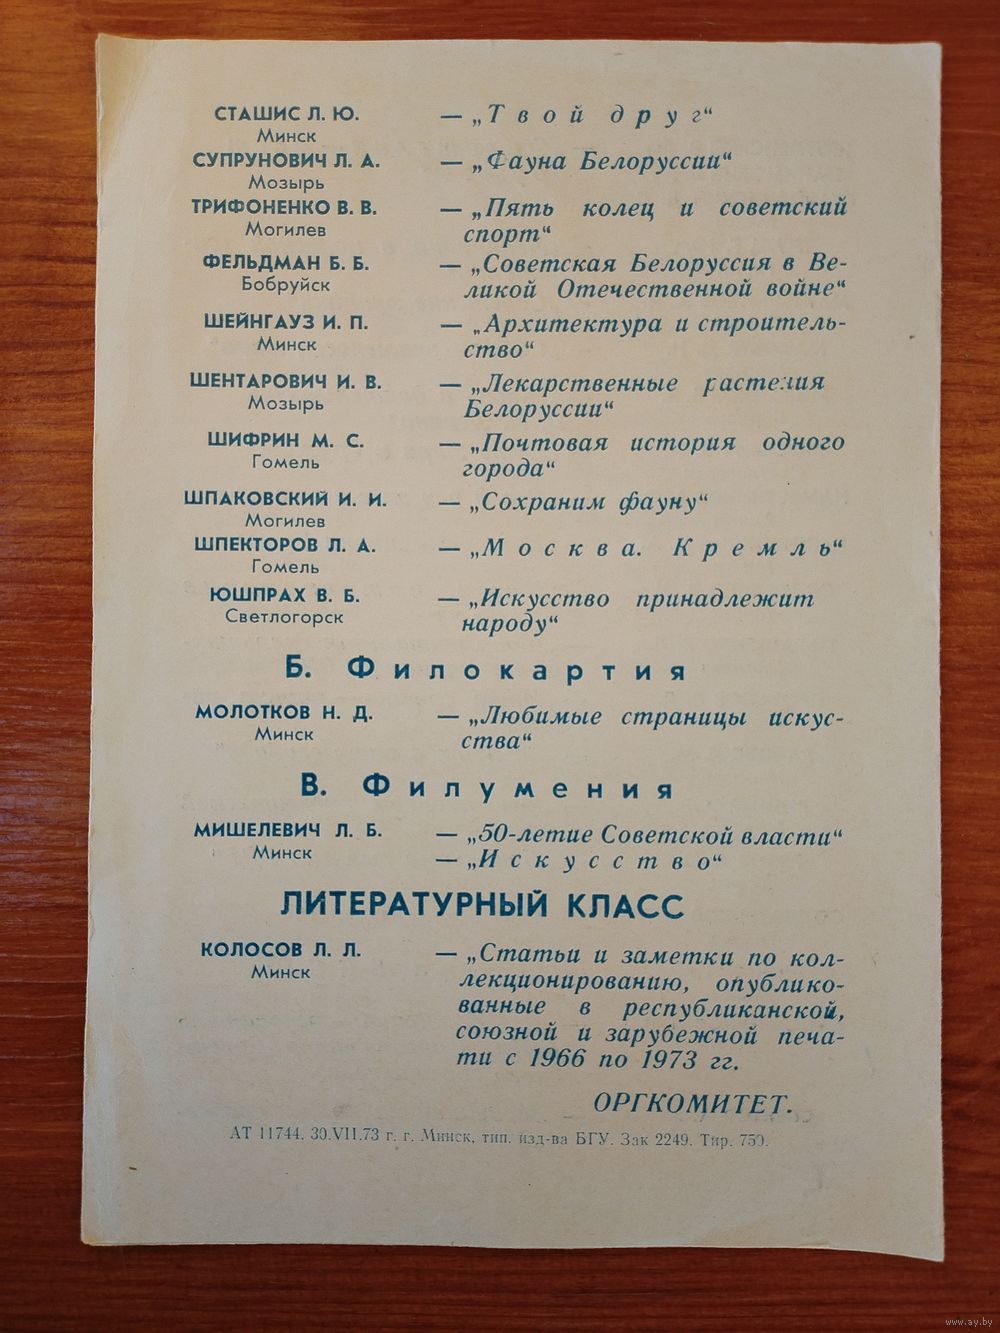 СТАШИС Л. Ю. — „Твой друг“
Минск
СУПРУНОВИЧ Л. А. — „Фауна Белоруссии“
Мозырь
ТРИФОНЕНКО В. В. — „Пять колец и советский
Могилев спорт“
ФЕЛЬДМАН Б. Б. — „Советская Белоруссия в Ве-
Бобруйск ликой Отечественной войне“
ШЕЙНГАУЗ И. П. — „Архитектура и строитель-
Минск ство“
ШЕНТАРОВИЧ И. В. — „Лекарственные растения
Мозырь Белоруссии“
ШИФРИН М. С. — „Почтовая история одного
Гомель города“
ШПАКОВСКИЙ И. И. — „Сохраним фауну“
Могилев
ШПЕКТОРОВ Л. А. — „Москва. Кремль“
Гомель
ЮШПРАХ В. Б. — „Искусство принадлежит
Светлогорск народу“
Б. Филокартия
МОЛОТКОВ Н. Д. — „Любимые страницы искус-
Минск ства“
В. Филумения
МИШЕЛЕВИЧ Л. Б. — „50-летие Советской власти“
Минск — „Искусство“
ЛИТЕРАТУРНЫЙ КЛАСС
КОЛОСОВ Л. Л. — „Статьи и заметки по кол-
Минск лекционированию, опублико-
ванные в республиканской,
союзной и зарубежной печа-
ти с 1966 по 1973 гг.
ОРГКОМИТЕТ.
АТ 11744. 30.VII.73 г. г. Минск, тип. изд-ва БГУ. Зак 2249. Тир. 750.
www.ay.by